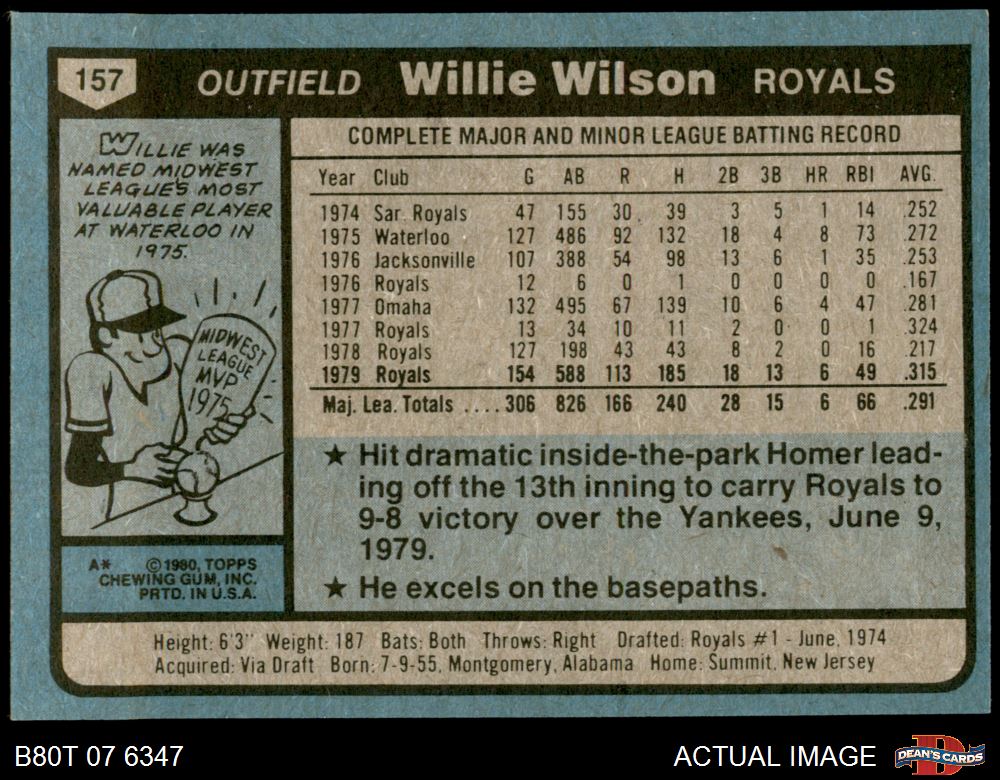 157 OUTFIELD Willie Wilson ROYALS
WILLIE WAS
NAMED MIDWEST
LEAGUE'S MOST
VALUABLE PLAYER
AT WATERLOO IN
1975.
MIDWEST
LEAGUE
MVP
1975
A* ©1980, TOPPS
CHEWING GUM, INC.
PRTD. IN U.S.A.
COMPLETE MAJOR AND MINOR LEAGUE BATTING RECORD
Year Club G AB R H 2B 3B HR RBI AVG.
1974 Sar. Royals 47 155 30 39 3 5 1 14 .252
1975 Waterloo 127 486 92 132 18 4 8 73 .272
1976 Jacksonville 107 388 54 98 13 6 1 35 .253
1976 Royals 12 6 0 1 0 0 0 0 .167
1977 Omaha 132 495 67 139 10 6 4 47 .281
1977 Royals 13 34 10 11 2 0 0 1 .324
1978 Royals 127 198 43 43 8 2 0 16 .217
1979 Royals 154 588 113 185 18 13 6 49 .315
Maj. Lea. Totals ....306 826 166 240 28 15 6 66 .291
★ Hit dramatic inside-the-park Homer lead-
ing off the 13th inning to carry Royals to
9-8 victory over the Yankees, June 9,
1979.
★ He excels on the basepaths.
Height: 6'3" Weight: 187 Bats: Both Throws: Right Drafted: Royals #1 - June, 1974
Acquired: Via Draft Born: 7-9-55, Montgomery, Alabama Home: Summit, New Jersey
B80T 07 6347 ACTUAL IMAGE DEAN'S CARDS